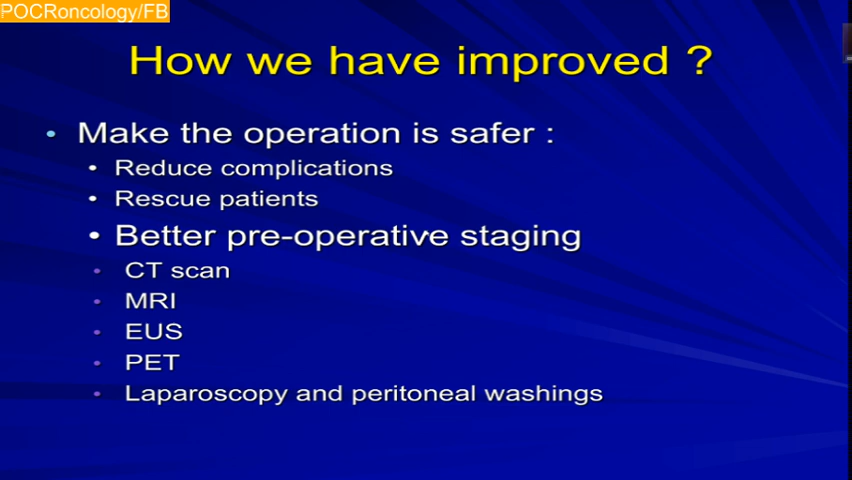 POCRoncology/FB
How we have improved ?
• Make the operation is safer :
• Reduce complications
• Rescue patients
• Better pre-operative staging
• CT scan
• MRI
• EUS
• PET
• Laparoscopy and peritoneal washings